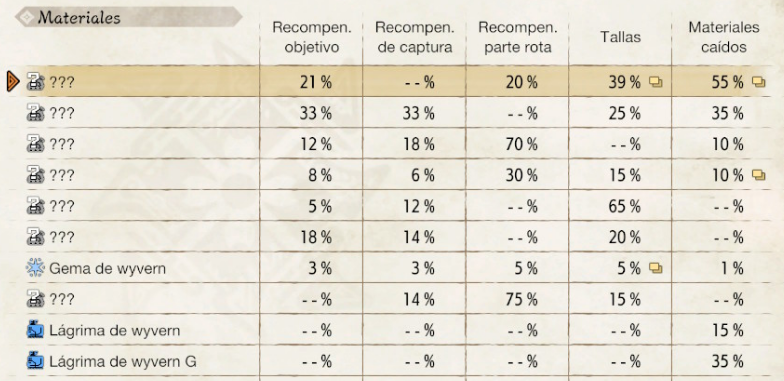 Materiales
Recompen. objetivo Recompen. de captura Recompen. parte rota Tallas Materiales caídos
??? 21 % - - % 20 % 39 % 55 %
??? 33 % 33 % - - % 25 % 35 %
??? 12 % 18 % 70 % - - % 10 %
??? 8 % 6 % 30 % 15 % 10 %
??? 5 % 12 % - - % 65 % - - %
??? 18 % 14 % - - % 20 % - - %
Gema de wyvern 3 % 3 % 5 % 5 % 1 %
??? - - % 14 % 75 % 15 % - - %
Lágrima de wyvern - - % - - % - - % - - % 15 %
Lágrima de wyvern G - - % - - % - - % - - % 35 %